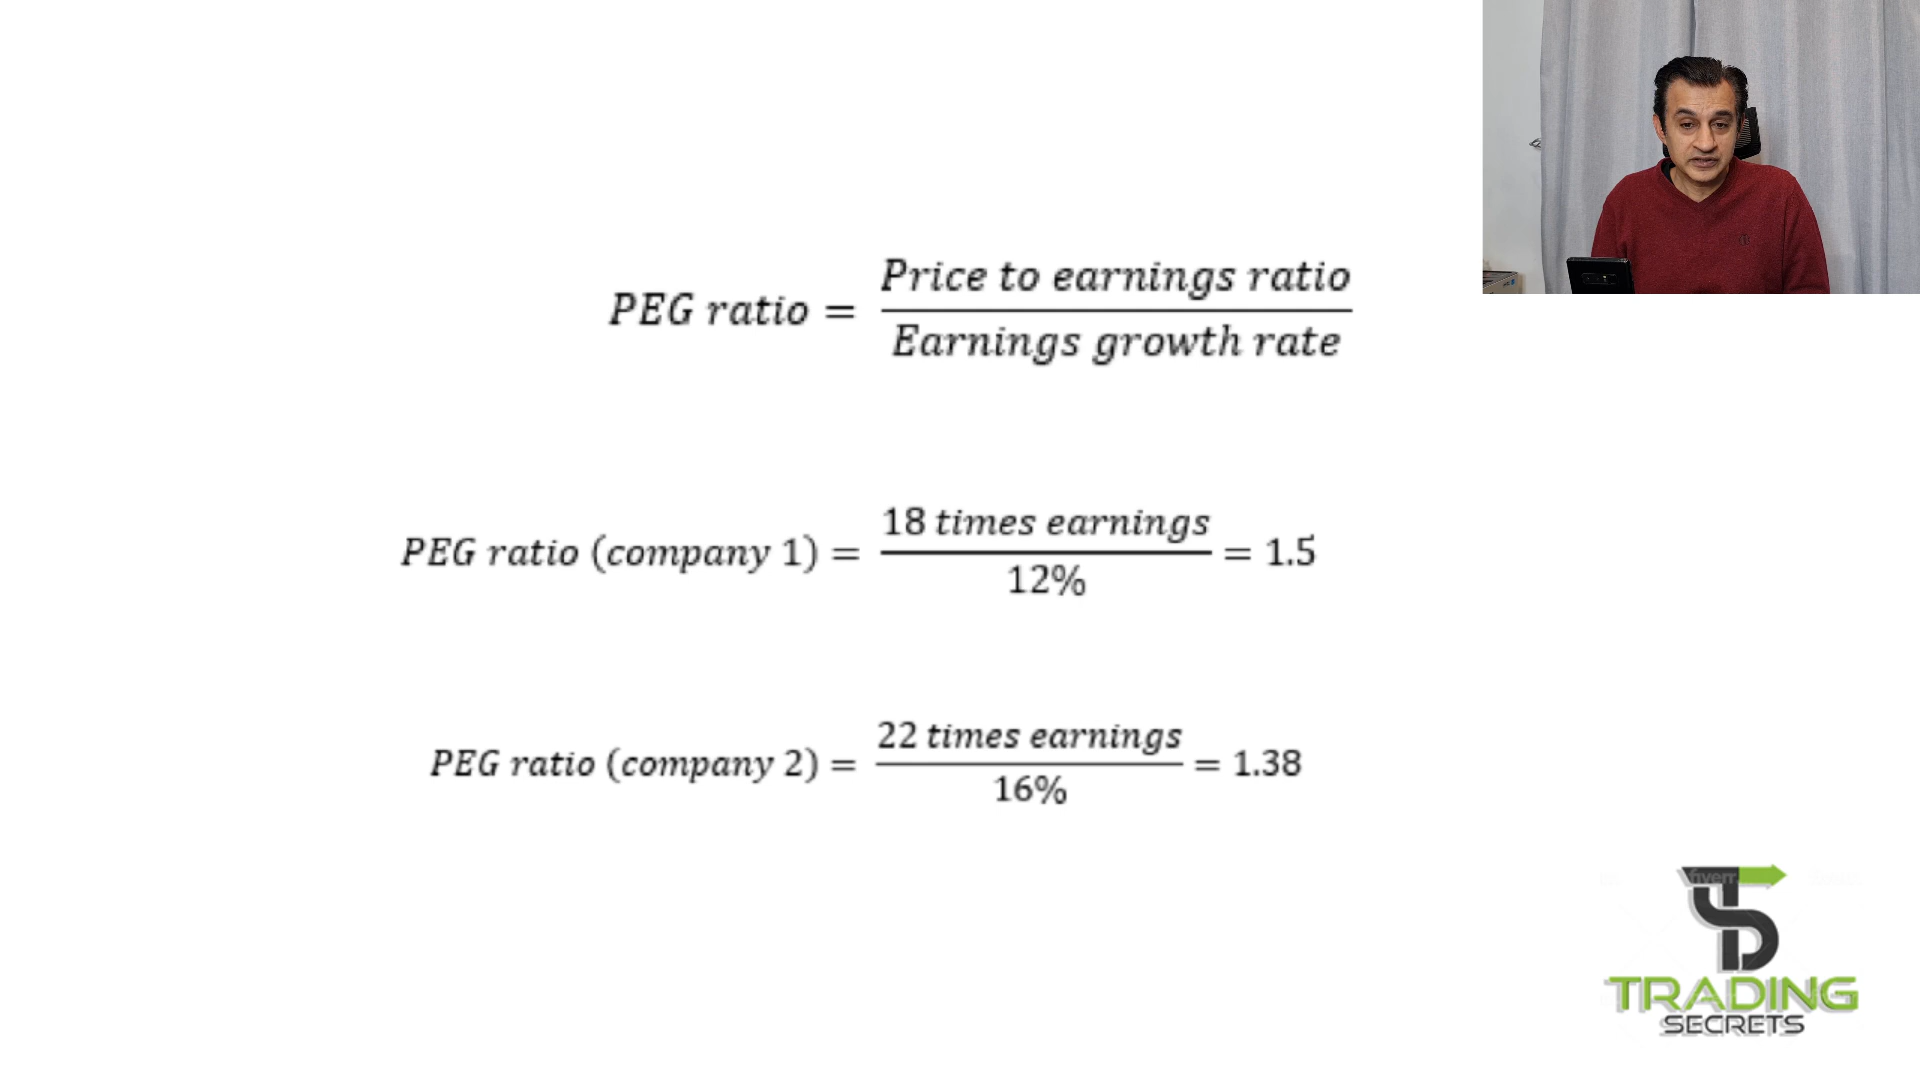 PEG ratio = Price to earnings ratio
Earnings growth rate
PEG ratio (company 1) = 18 times earnings = 1.5
12%
PEG ratio (company 2) = 22 times earnings = 1.38
16%
fiverr
TRADING
SECRETS